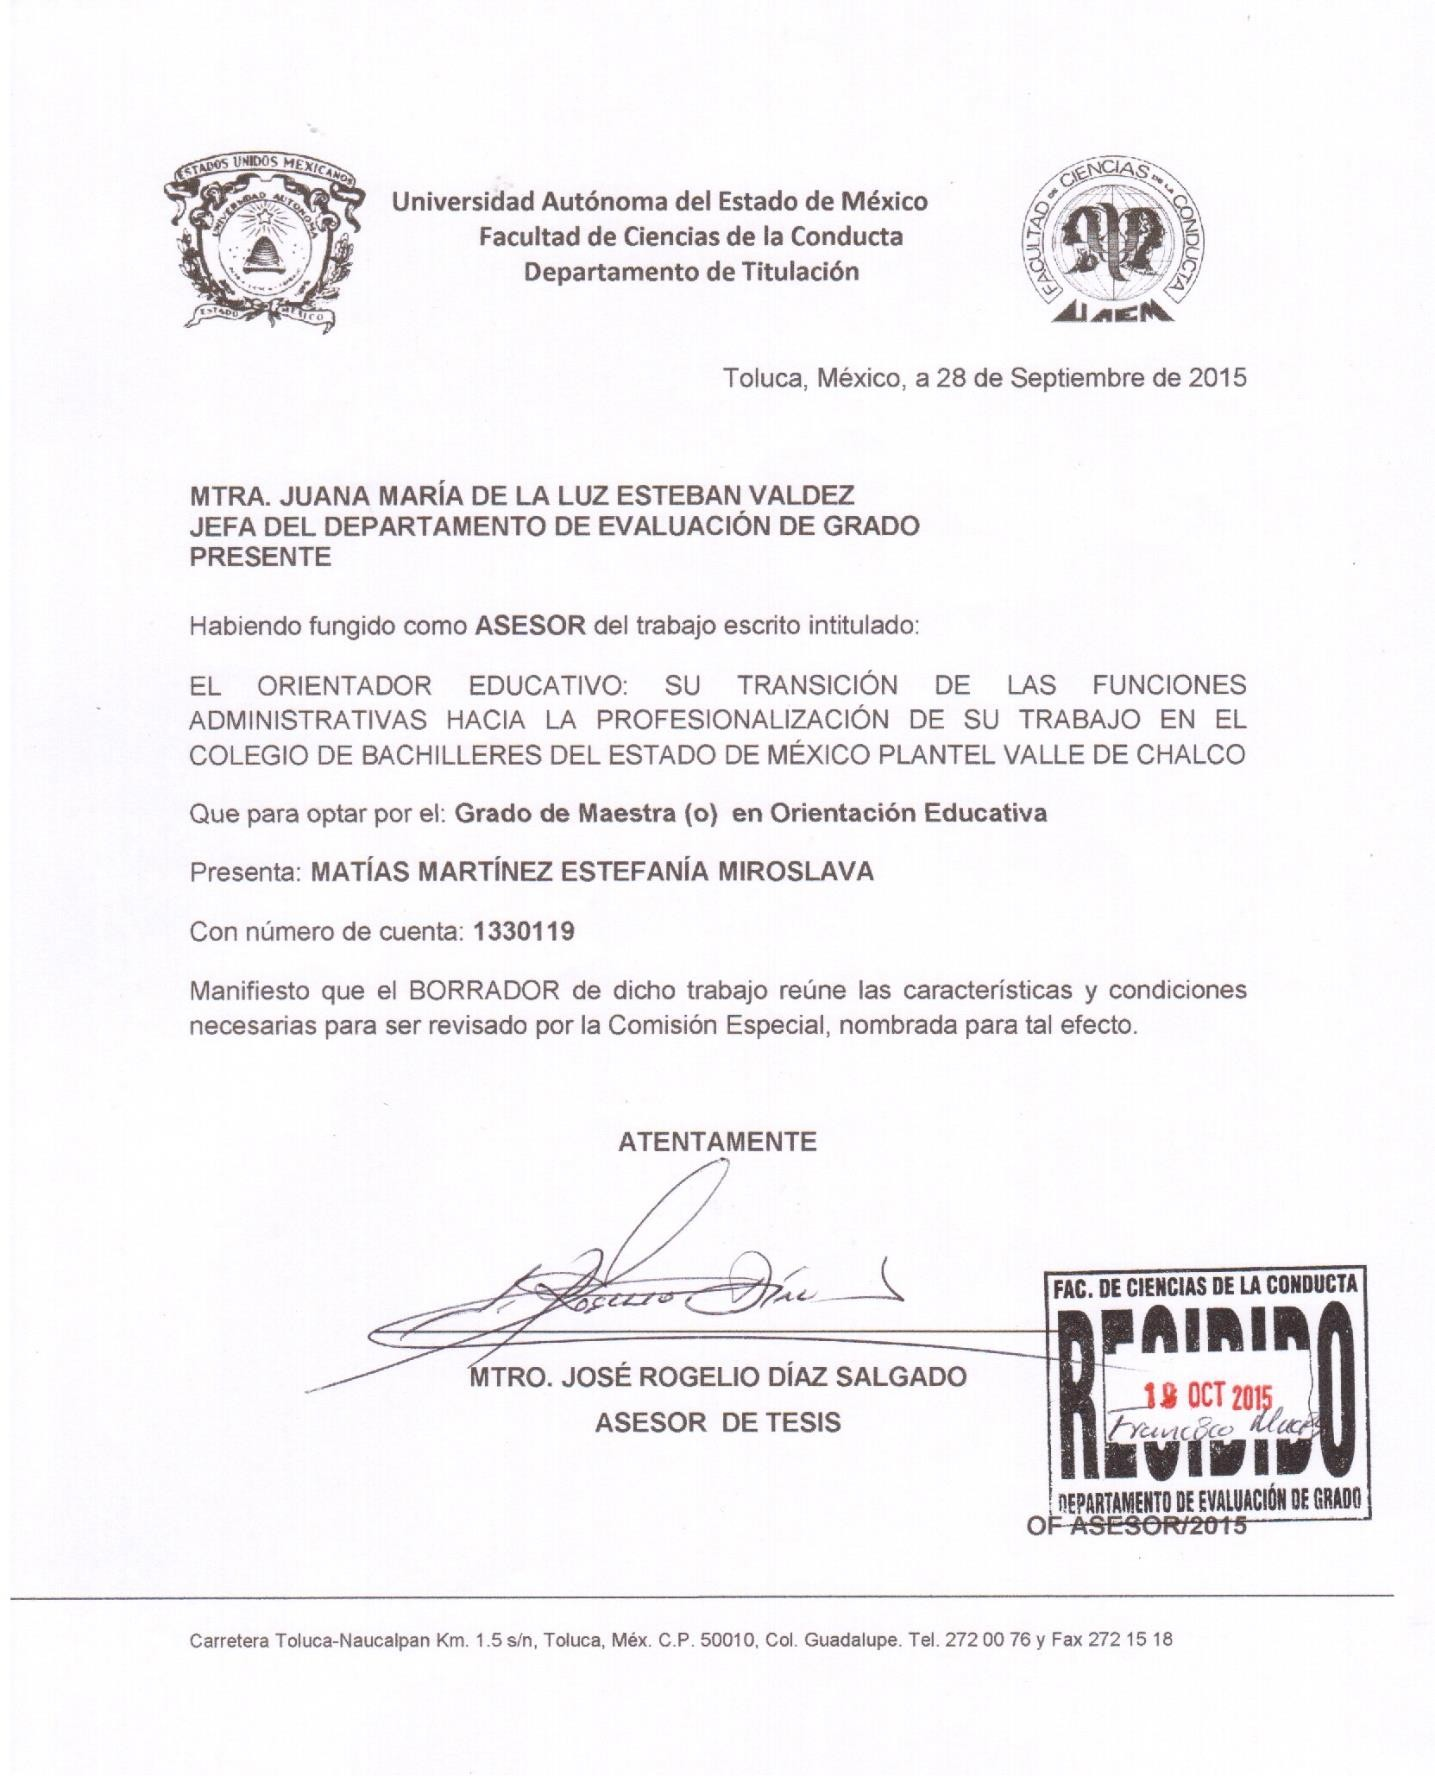 ESTADOS UNIDOS MEXICANOS
UNIVERSIDAD AUTONOMA
ESTADO MEXICO
Universidad Autónoma del Estado de México
Facultad de Ciencias de la Conducta
Departamento de Titulación
FACULTAD DE CIENCIAS DE LA CONDUCTA
UAEM
Toluca, México, a 28 de Septiembre de 2015
MTRA. JUANA MARÍA DE LA LUZ ESTEBAN VALDEZ
JEFA DEL DEPARTAMENTO DE EVALUACIÓN DE GRADO
PRESENTE
Habiendo fungido como ASESOR del trabajo escrito intitulado:
EL ORIENTADOR EDUCATIVO: SU TRANSICIÓN DE LAS FUNCIONES
ADMINISTRATIVAS HACIA LA PROFESIONALIZACIÓN DE SU TRABAJO EN EL
COLEGIO DE BACHILLERES DEL ESTADO DE MÉXICO PLANTEL VALLE DE CHALCO
Que para optar por el: Grado de Maestra (o) en Orientación Educativa
Presenta: MATÍAS MARTÍNEZ ESTEFANÍA MIROSLAVA
Con número de cuenta: 1330119
Manifiesto que el BORRADOR de dicho trabajo reúne las características y condiciones
necesarias para ser revisado por la Comisión Especial, nombrada para tal efecto.
ATENTAMENTE
Rogelio Díaz
MTRO. JOSÉ ROGELIO DÍAZ SALGADO
ASESOR DE TESIS
FAC. DE CIENCIAS DE LA CONDUCTA
RECIBIDO
OCT 2015
Francisco
DEPARTAMENTO DE EVALUACIÓN DE GRADO
OF ASESOR/2015
Carretera Toluca-Naucalpan Km. 1.5 s/n, Toluca, Méx. C.P. 50010, Col. Guadalupe. Tel. 272 00 76 y Fax 272 15 18